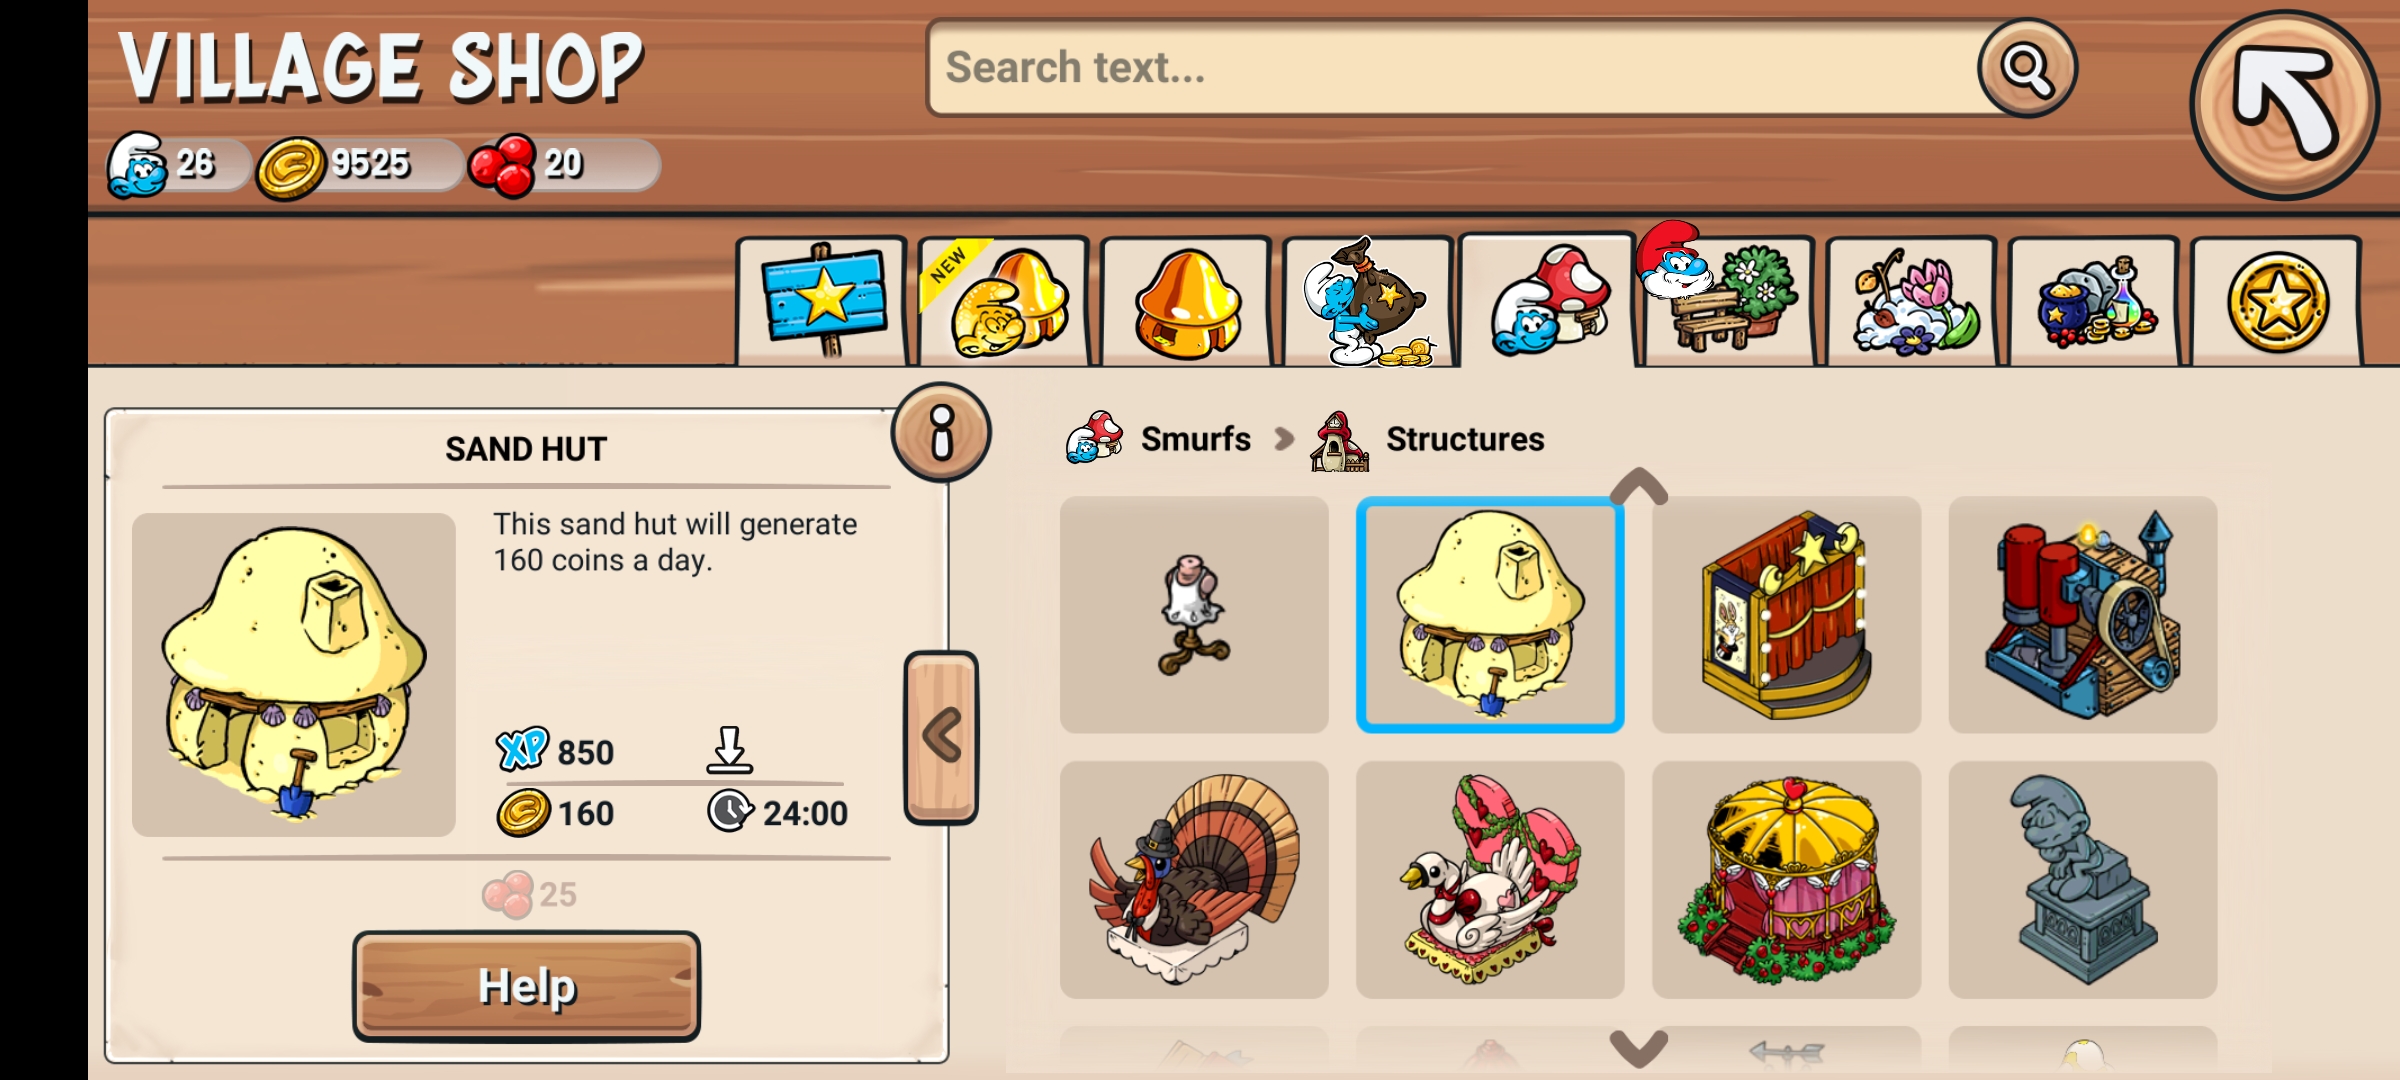 VILLAGE SHOP
Search text...
26
9525
20
NEW
SAND HUT
This sand hut will generate
160 coins a day.
XP 850
160
24:00
25
Help
Smurfs
Structures